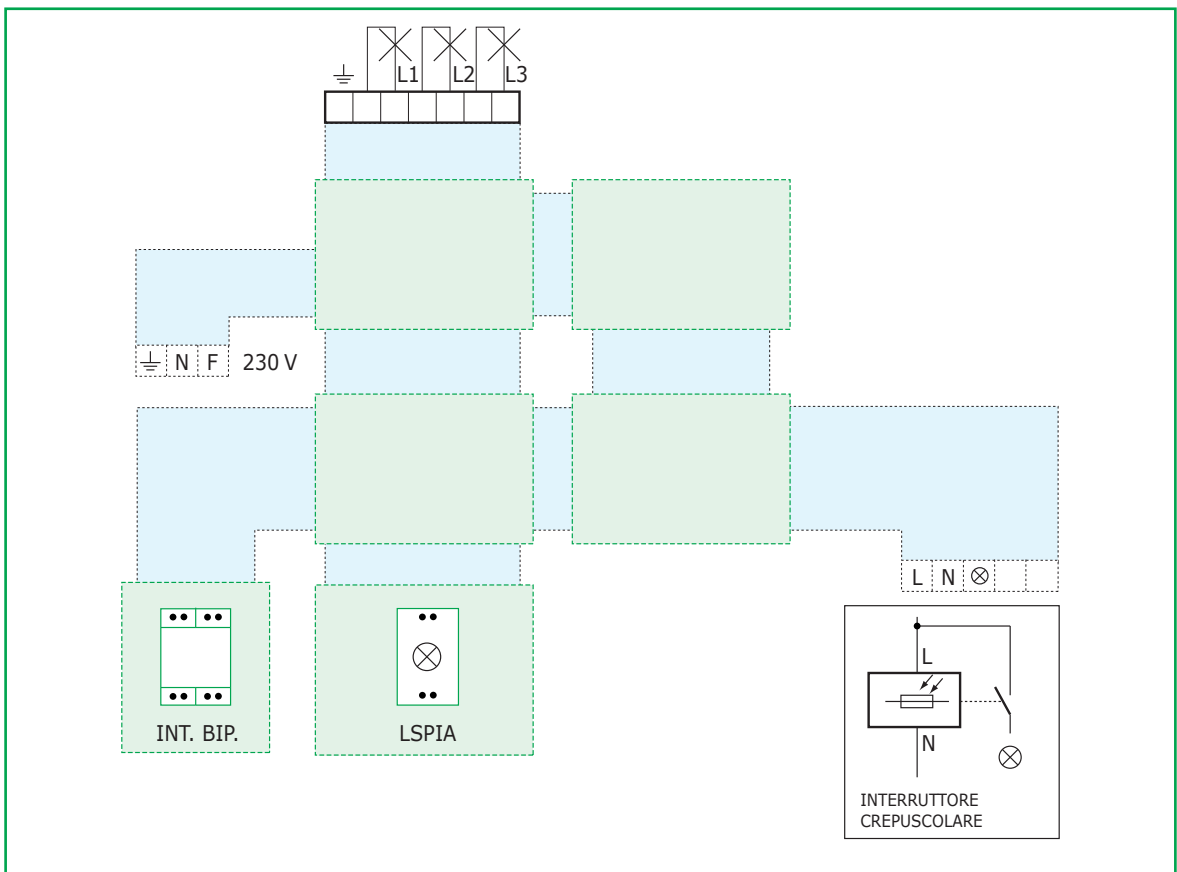 L1 L2 L3
N F 230 V
L N
INT. BIP.
LSPIA
L
N
INTERRUTTORE
CREPUSCOLARE